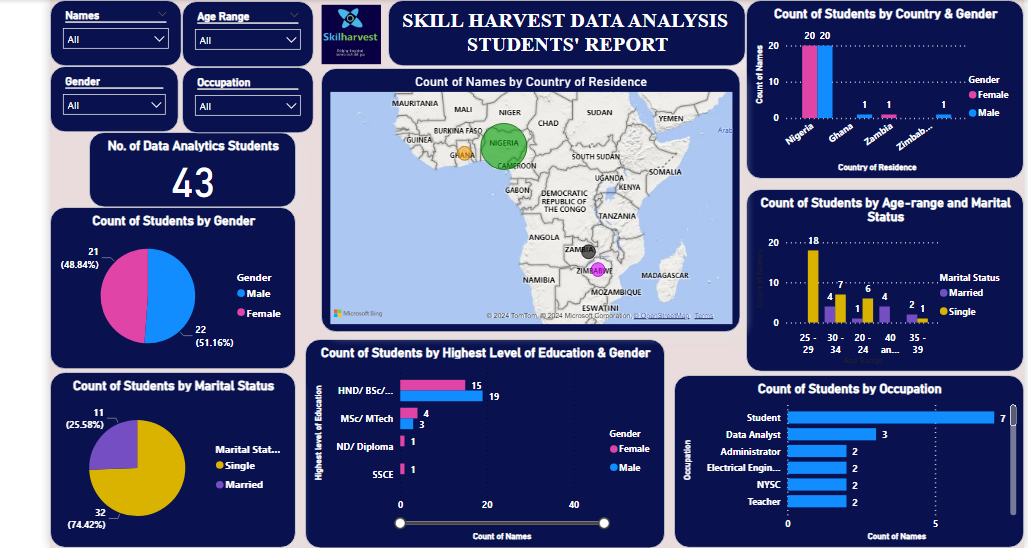 Names
All
Age Range
All
Gender
All
Occupation
All
Skilharvest
SKILL HARVEST DATA ANALYSIS
STUDENTS' REPORT
No. of Data Analytics Students
43
Count of Students by Gender
21
(48.84%)
22
(51.16%)
Gender
Male
Female
Count of Students by Marital Status
11
(25.58%)
32
(74.42%)
Marital Stat...
Single
Married
Count of Names by Country of Residence
MAURITANIA
MALI
NIGER
CHAD
SUDAN
YEMEN
Arab
BURKINA FASO
GUINEA
GHANA
NIGERIA
CAMEROON
SOUTH SUDAN
SOMALIA
UGANDA
KENYA
GABON
DEMOCRATIC
REPUBLIC OF
THE CONGO
TANZANIA
ANGOLA
ZAMBIA
ZIMBABWE
NAMIBIA
MADAGASCAR
MOZAMBIQUE
ESWATINI
Microsoft Bing
© 2024 TomTom, © 2024 Microsoft Corporation, © OpenStreetMap Terms
Count of Students by Highest Level of Education & Gender
Highest level of Education
HND/ BSc/...
15
19
MSc/ MTech
4
3
ND/ Diploma
1
SSCE
1
0
20
40
Count of Names
Gender
Female
Male
Count of Students by Country & Gender
Count of Names
20
10
0
20
20
1
1
1
Nigeria
Ghana
Zambia
Zimbab...
Country of Residence
Gender
Female
Male
Count of Students by Age-range and Marital
Status
20
10
0
18
4
7
1
6
4
2
1
25 -
29
30 -
34
20 -
24
40
an...
35 -
39
Marital Status
Married
Single
Count of Students by Occupation
Occupation
Student
7
Data Analyst
3
Administrator
2
Electrical Engin...
2
NYSC
2
Teacher
2
0
5
Count of Names